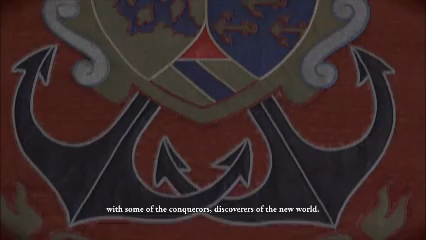 with some of the conquerors, discoverers of the new world.